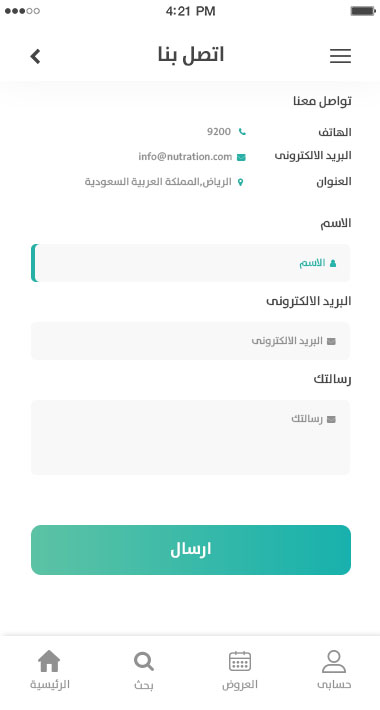 4:21 PM
اتصل بنا
تواصل معنا
الهاتف 9200
البريد الالكترونى info@nutration.com
العنوان الرياض,المملكة العربية السعودية
الاسم
الاسم
البريد الالكترونى
البريد الالكترونى
رسالتك
رسالتك
ارسال
حسابى العروض بحث الرئيسية